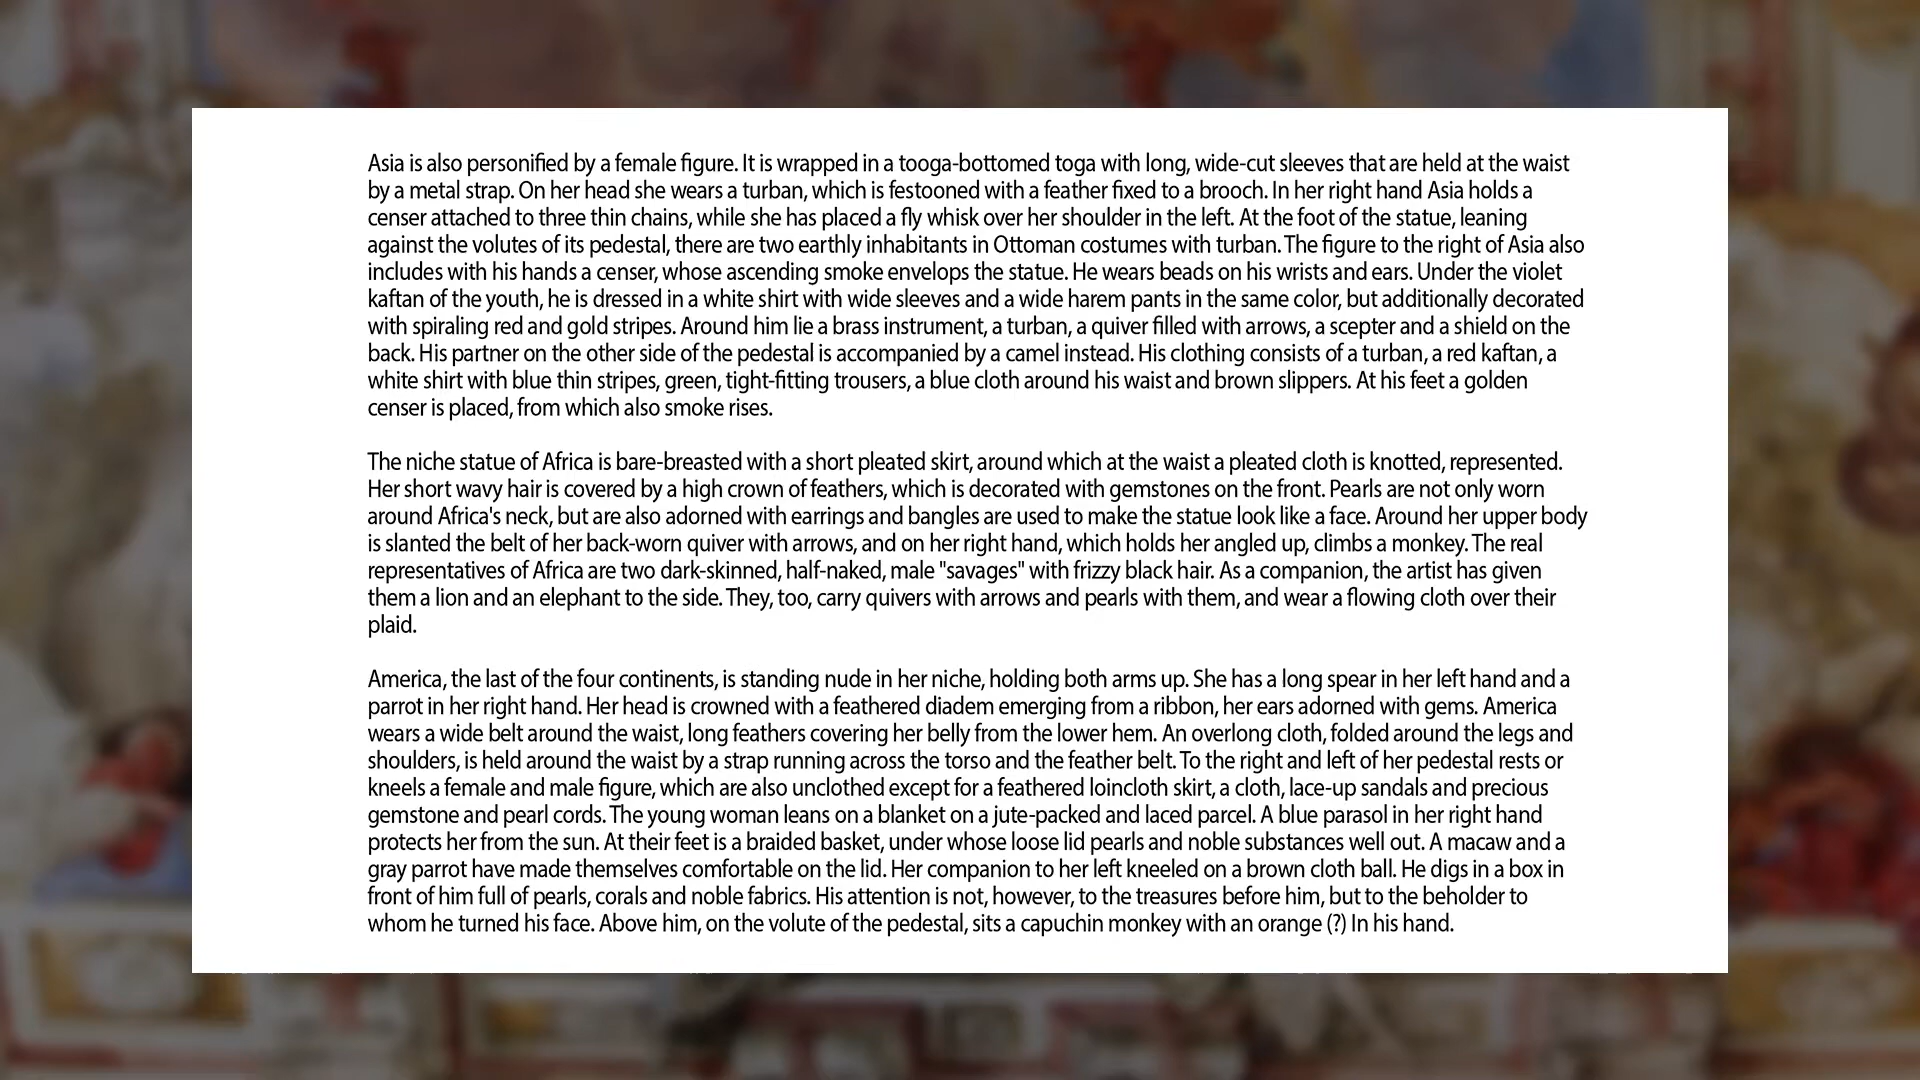 Asia is also personified by a female figure. It is wrapped in a tooga-bottomed toga with long, wide-cut sleeves that are held at the waist
by a metal strap. On her head she wears a turban, which is festooned with a feather fixed to a brooch. In her right hand Asia holds a
censer attached to three thin chains, while she has placed a fly whisk over her shoulder in the left. At the foot of the statue, leaning
against the volutes of its pedestal, there are two earthly inhabitants in Ottoman costumes with turban. The figure to the right of Asia also
includes with his hands a censer, whose ascending smoke envelops the statue. He wears beads on his wrists and ears. Under the violet
kaftan of the youth, he is dressed in a white shirt with wide sleeves and a wide harem pants in the same color, but additionally decorated
with spiraling red and gold stripes. Around him lie a brass instrument, a turban, a quiver filled with arrows, a scepter and a shield on the
back. His partner on the other side of the pedestal is accompanied by a camel instead. His clothing consists of a turban, a red kaftan, a
white shirt with blue thin stripes, green, tight-fitting trousers, a blue cloth around his waist and brown slippers. At his feet a golden
censer is placed, from which also smoke rises.
The niche statue of Africa is bare-breasted with a short pleated skirt, around which at the waist a pleated cloth is knotted, represented.
Her short wavy hair is covered by a high crown of feathers, which is decorated with gemstones on the front. Pearls are not only worn
around Africa's neck, but are also adorned with earrings and bangles are used to make the statue look like a face. Around her upper body
is slanted the belt of her back-worn quiver with arrows, and on her right hand, which holds her angled up, climbs a monkey. The real
representatives of Africa are two dark-skinned, half-naked, male "savages" with frizzy black hair. As a companion, the artist has given
them a lion and an elephant to the side. They, too, carry quivers with arrows and pearls with them, and wear a flowing cloth over their
plaid.
America, the last of the four continents, is standing nude in her niche, holding both arms up. She has a long spear in her left hand and a
parrot in her right hand. Her head is crowned with a feathered diadem emerging from a ribbon, her ears adorned with gems. America
wears a wide belt around the waist, long feathers covering her belly from the lower hem. An overlong cloth, folded around the legs and
shoulders, is held around the waist by a strap running across the torso and the feather belt. To the right and left of her pedestal rests or
kneels a female and male figure, which are also unclothed except for a feathered loincloth skirt, a cloth, lace-up sandals and precious
gemstone and pearl cords. The young woman leans on a blanket on a jute-packed and laced parcel. A blue parasol in her right hand
protects her from the sun. At their feet is a braided basket, under whose loose lid pearls and noble substances well out. A macaw and a
gray parrot have made themselves comfortable on the lid. Her companion to her left kneeled on a brown cloth ball. He digs in a box in
front of him full of pearls, corals and noble fabrics. His attention is not, however, to the treasures before him, but to the beholder to
whom he turned his face. Above him, on the volute of the pedestal, sits a capuchin monkey with an orange (?) In his hand.